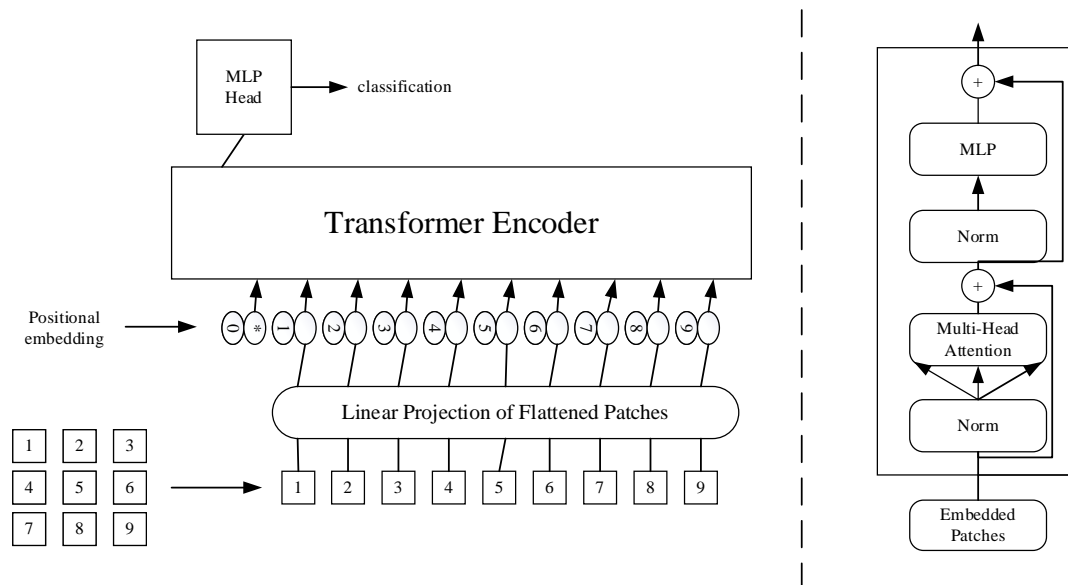 MLP
Head
classification
Transformer Encoder
Positional
embedding
0 * 1 2 3 4 5 6 7 8 9
Linear Projection of Flattened Patches
1 2 3
4 5 6
7 8 9
1 2 3 4 5 6 7 8 9
+
MLP
Norm
+
Multi-Head
Attention
Norm
Embedded
Patches